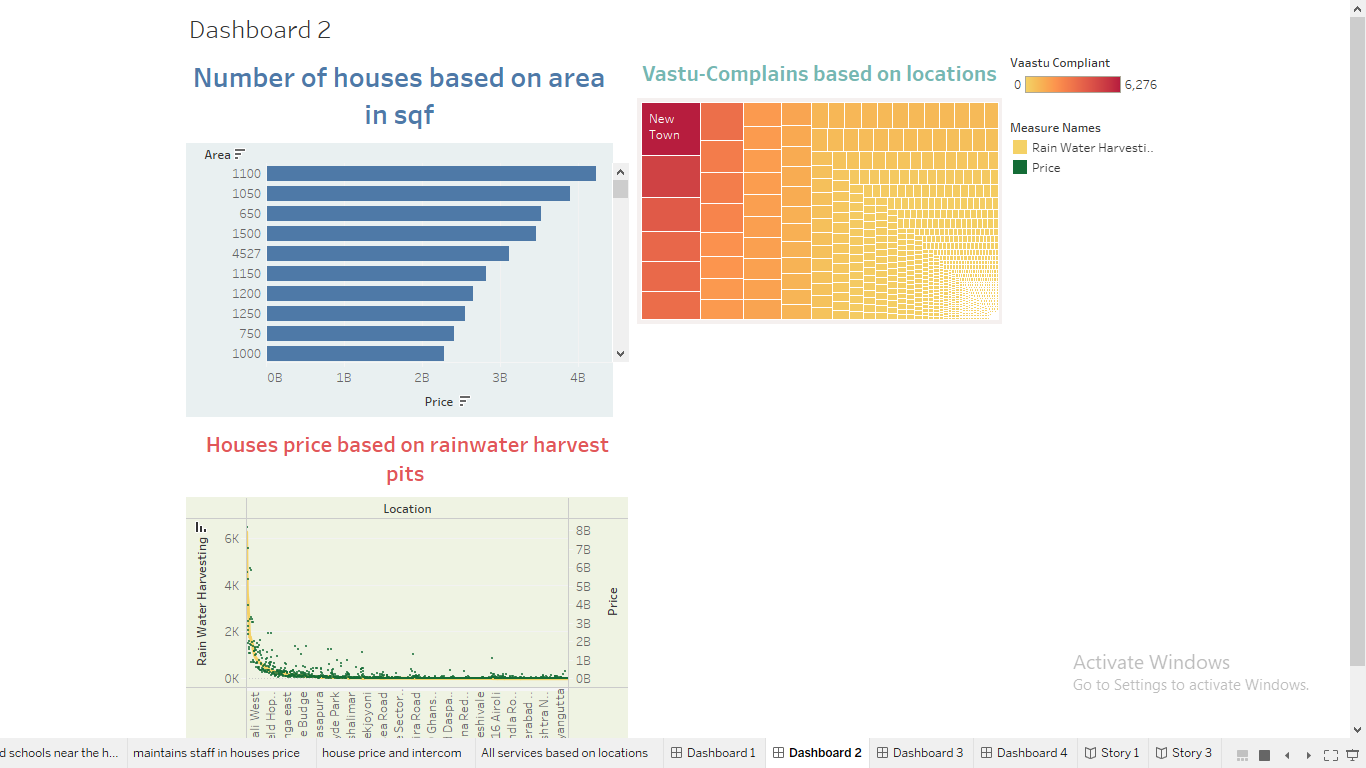 Dashboard 2
Number of houses based on area
in sqf
Area
1100
1050
650
1500
4527
1150
1200
1250
750
1000
0B 1B 2B 3B 4B
Price
Vastu-Complains based on locations
New
Town
Vaastu Compliant
0 6,276
Measure Names
Rain Water Harvesti..
Price
Houses price based on rainwater harvest
pits
Location
Rain Water Harvesting
6K
4K
2K
0K
8B
7B
6B
5B
4B
3B
2B
1B
0B
Price
ali West
eld Hop..
nga east
e Budge
asapura
yde Park
halimar
ekjoyoni
ea Road
e Sector..
ira Road
Ghans..
l Daspa..
na Red..
eshivale
16 Airoli
ndla Ro..
erabad ..
shtra N..
yangutta
Activate Windows
Go to Settings to activate Windows.
d schools near the h... maintains staff in houses price house price and intercom All services based on locations Dashboard 1 Dashboard 2 Dashboard 3 Dashboard 4 Story 1 Story 3